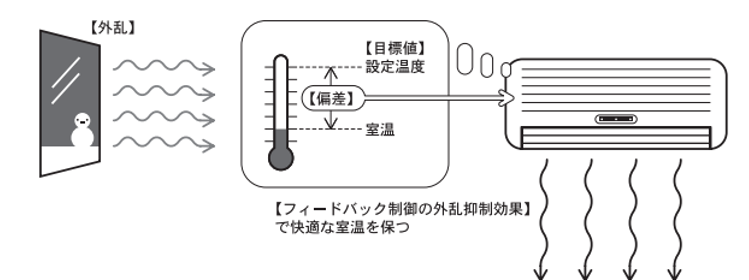 【外乱】
【目標値】
設定温度
【偏差】
室温
【フィードバック制御の外乱抑制効果】
で快適な室温を保つ